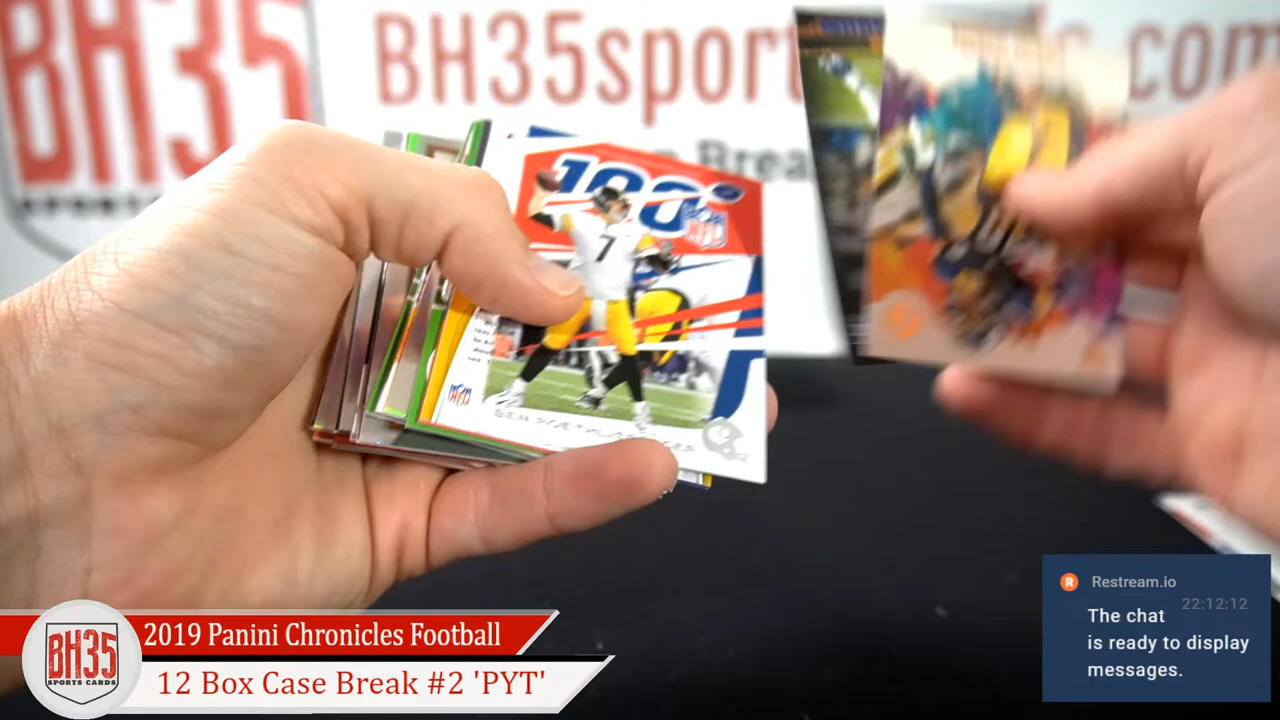 BH35
BH35sport
com
Brea
100
NFL
7
R Restream.io
22:12:12
The chat
is ready to display
messages.
2019 Panini Chronicles Football
BH35
SPORTS CARDS
12 Box Case Break #2 'PYT'